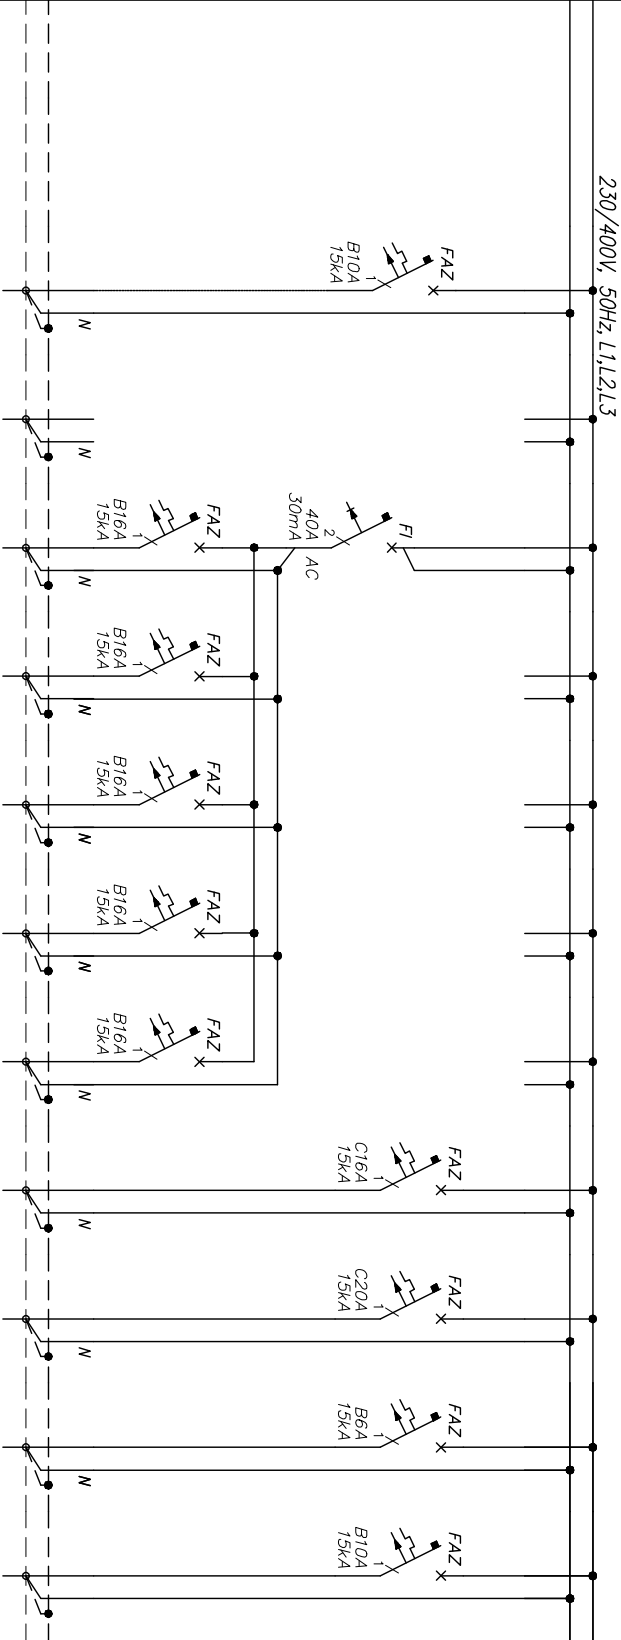 230/400V, 50Hz, L1,L2,L3
FAZ
1
B10A
15kA
N
N
FI
2
40A
30mA
AC
FAZ
1
B16A
15kA
N
FAZ
1
B16A
15kA
N
FAZ
1
B16A
15kA
N
FAZ
1
B16A
15kA
N
FAZ
1
B16A
15kA
N
FAZ
1
C16A
15kA
N
FAZ
1
C20A
15kA
N
FAZ
1
B6A
15kA
N
FAZ
1
B10A
15kA